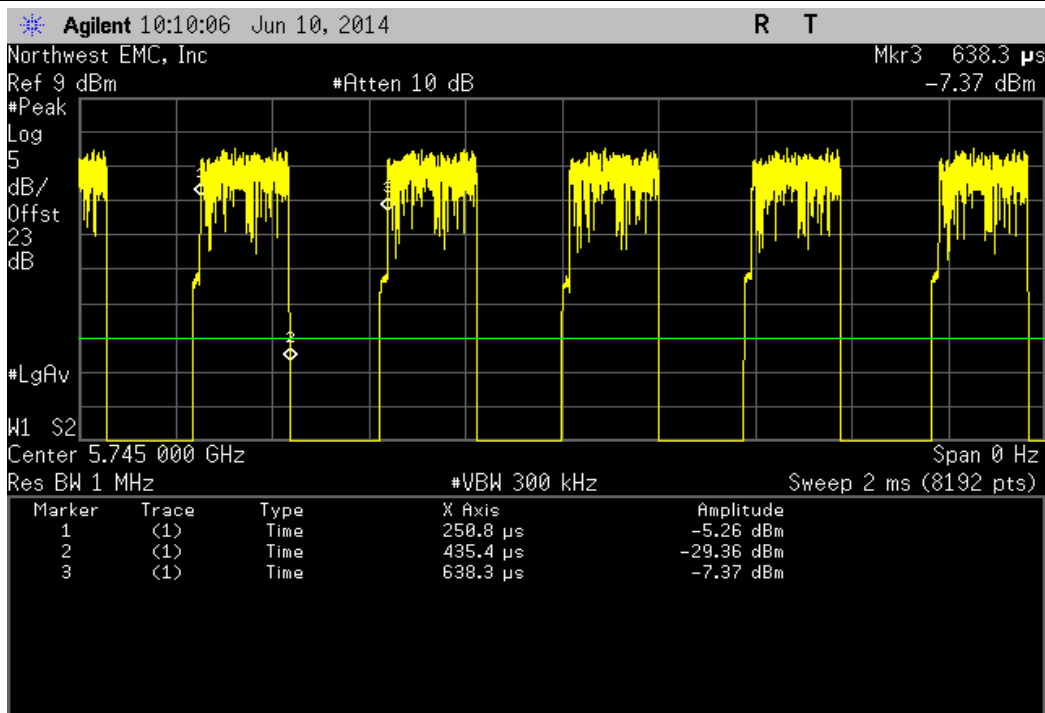 Agilent 10:10:06 Jun 10, 2014 R T
Northwest EMC, Inc Mkr3 638.3 µs
Ref 9 dBm #Atten 10 dB -7.37 dBm
#Peak
Log
5
dB/
Offst
23
dB
1
3
2
#LgAv
W1 S2
Center 5.745 000 GHz Span 0 Hz
Res BW 1 MHz #VBW 300 kHz Sweep 2 ms (8192 pts)
Marker Trace Type X Axis Amplitude
1 (1) Time 250.8 µs -5.26 dBm
2 (1) Time 435.4 µs -29.36 dBm
3 (1) Time 638.3 µs -7.37 dBm